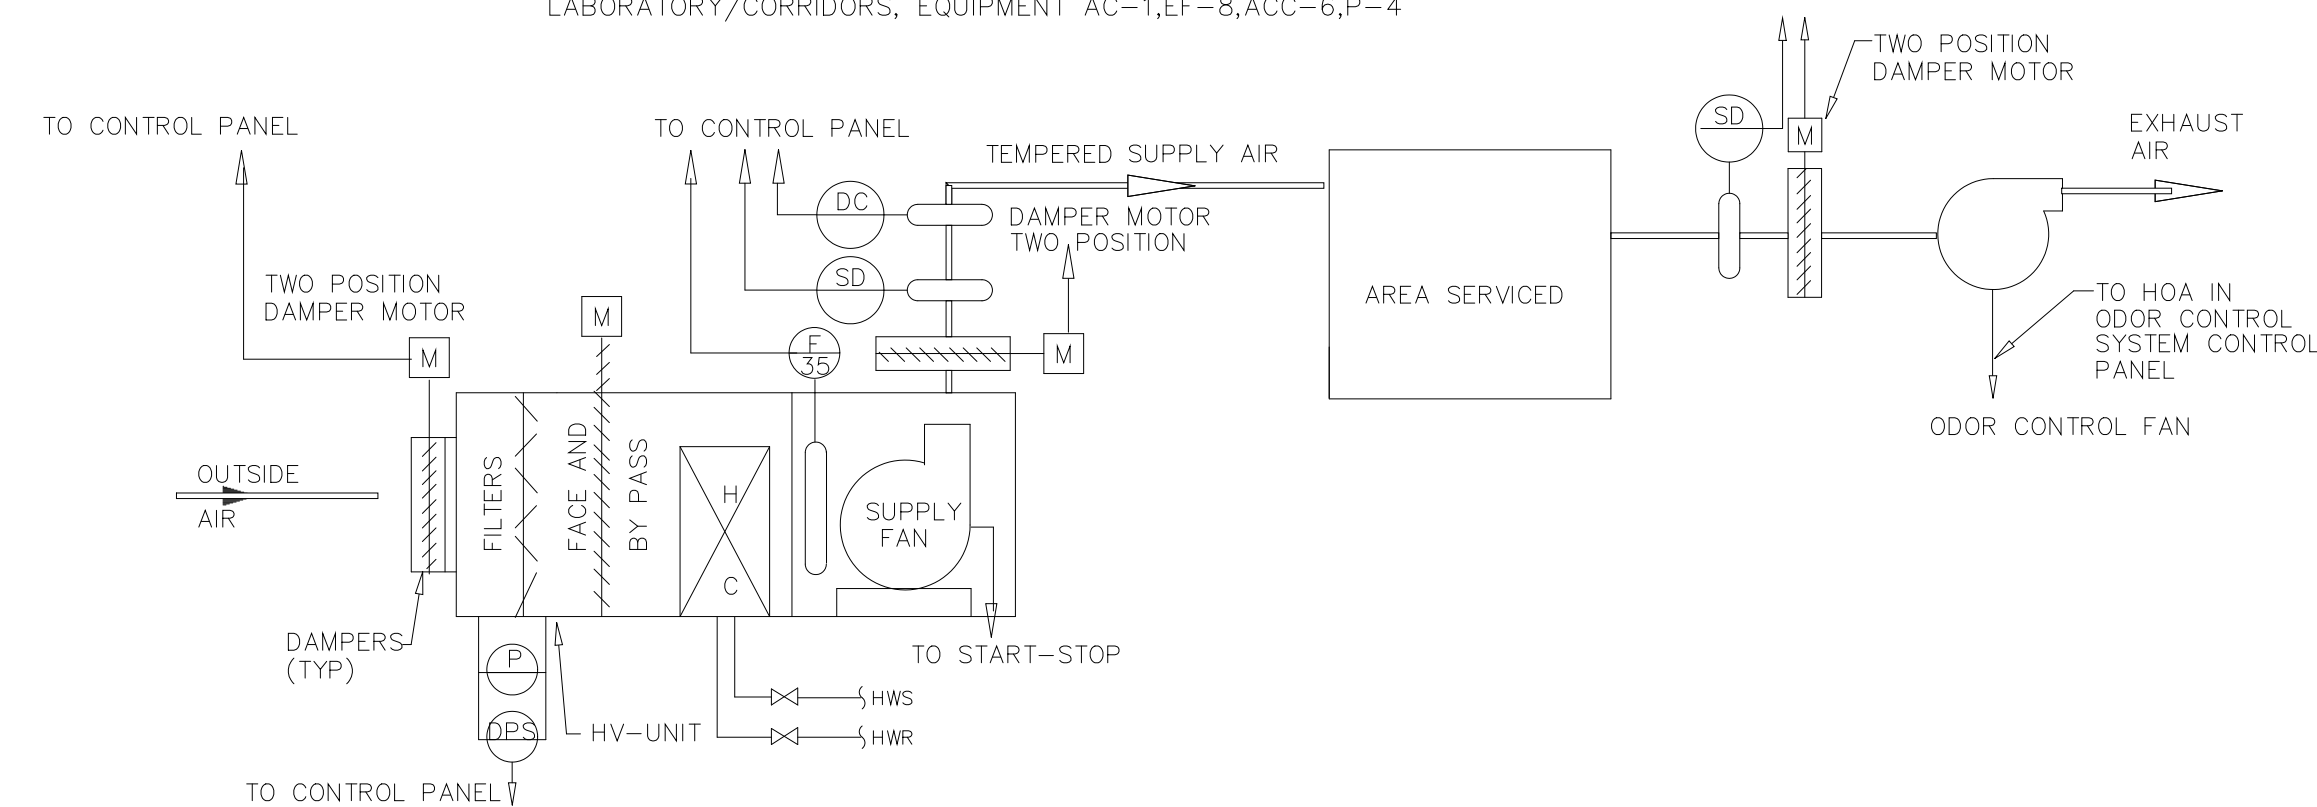 LABORATORY/CORRIDORS, EQUIPMENT AC-1,EF-8,ACC-6,P-4
TO CONTROL PANEL
TWO POSITION
DAMPER MOTOR
M
M
OUTSIDE
AIR
DAMPERS
(TYP)
FILTERS
FACE AND
BY PASS
H
C
P
DPS
TO CONTROL PANEL
HV-UNIT
HWS
HWR
TO CONTROL PANEL
DC
SD
F
35
M
SUPPLY
FAN
TO START-STOP
TEMPERED SUPPLY AIR
DAMPER MOTOR
TWO POSITION
AREA SERVICED
SD
M
TWO POSITION
DAMPER MOTOR
EXHAUST
AIR
TO HOA IN
ODOR CONTROL
SYSTEM CONTROL
PANEL
ODOR CONTROL FAN